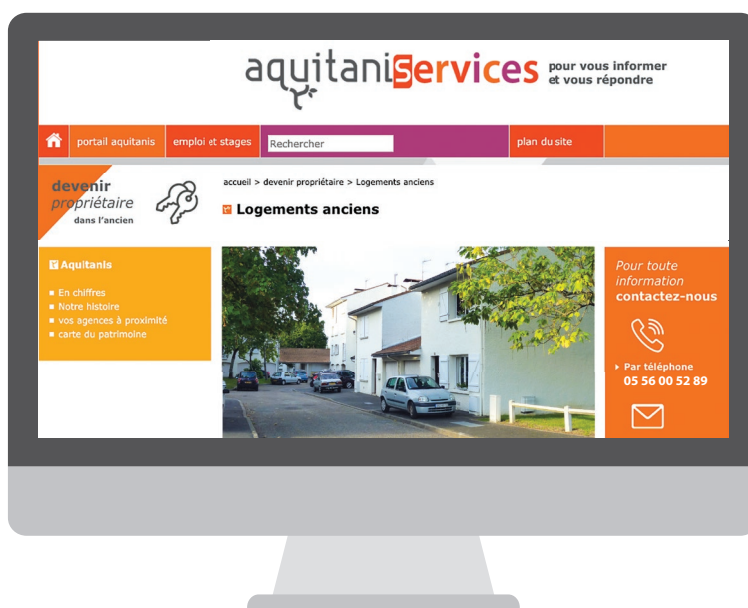 aquitaniservices
pour vous informer
et vous répondre
portail aquitanis
emploi et stages
Rechercher
plan du site
devenir
propriétaire
dans l'ancien
accueil > devenir propriétaire > Logements anciens
Logements anciens
Aquitanis
En chiffres
Notre histoire
vos agences à proximité
carte du patrimoine
Pour toute
information
contactez-nous
Par téléphone
05 56 00 52 89